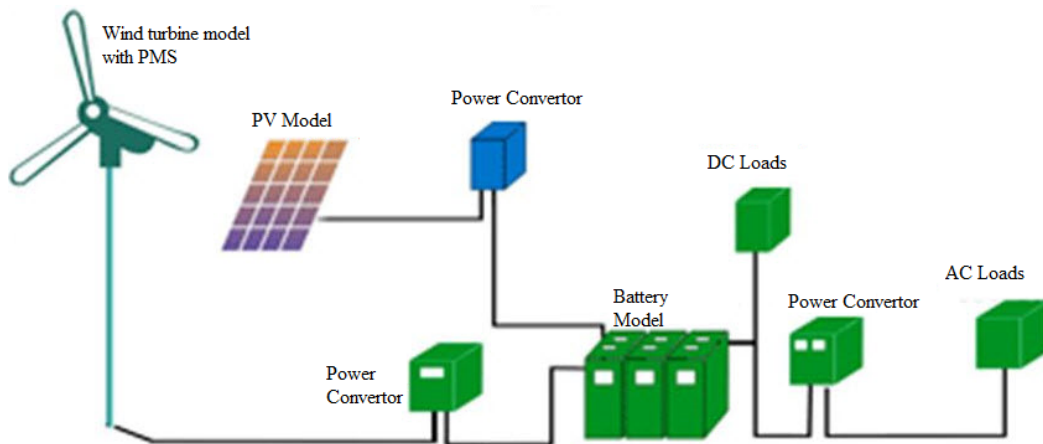 Wind turbine model
with PMS
PV Model
Power Convertor
DC Loads
AC Loads
Battery
Model
Power Convertor
Power
Convertor